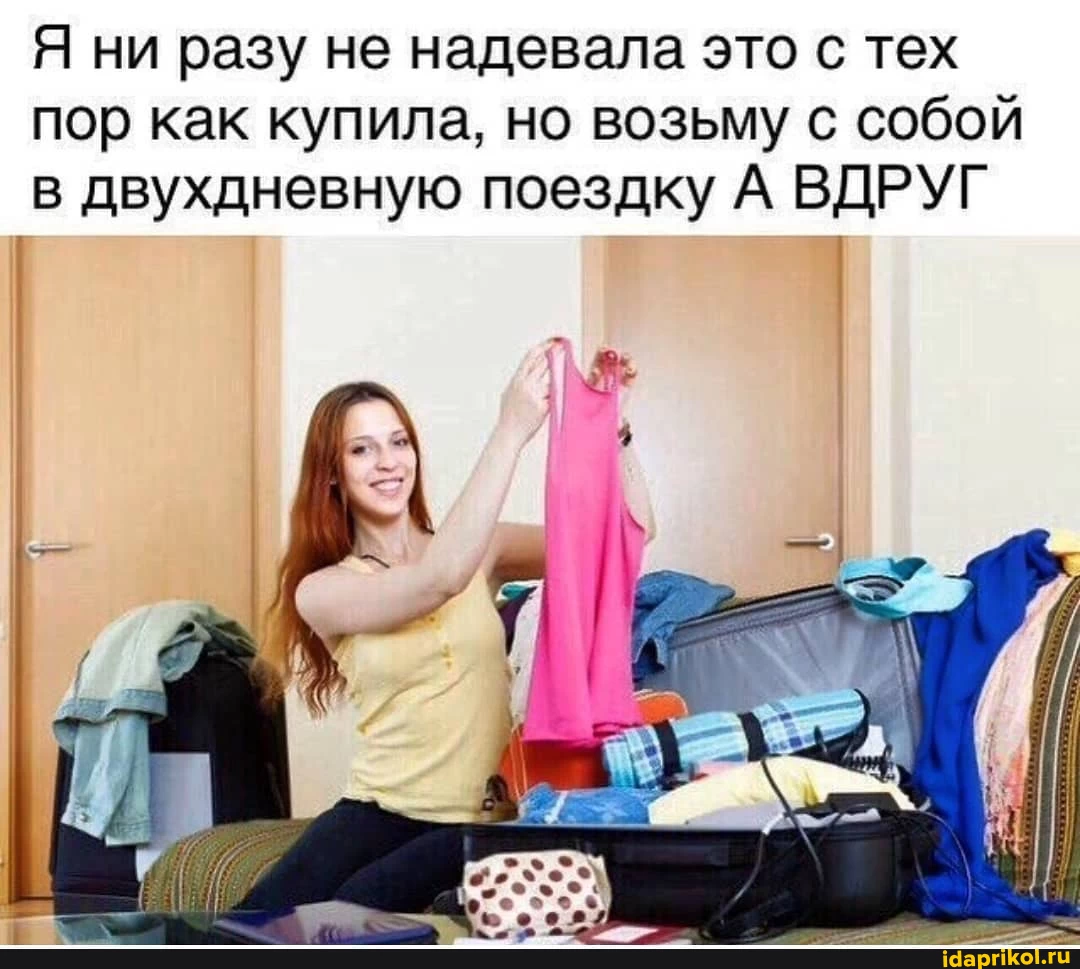 Я ни разу не надевала это с тех
пор как купила, но возьму с собой
в двухдневную поездку А ВДРУГ
idaprikol.ru